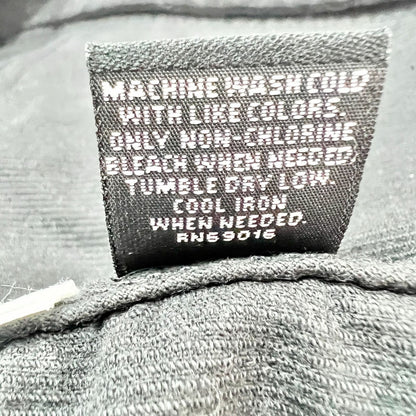 MACHINE WASH COLD
WITH LIKE COLORS.
ONLY NON-CHLORINE
BLEACH WHEN NEEDED.
TUMBLE DRY LOW.
COOL IRON
WHEN NEEDED.
RN69016